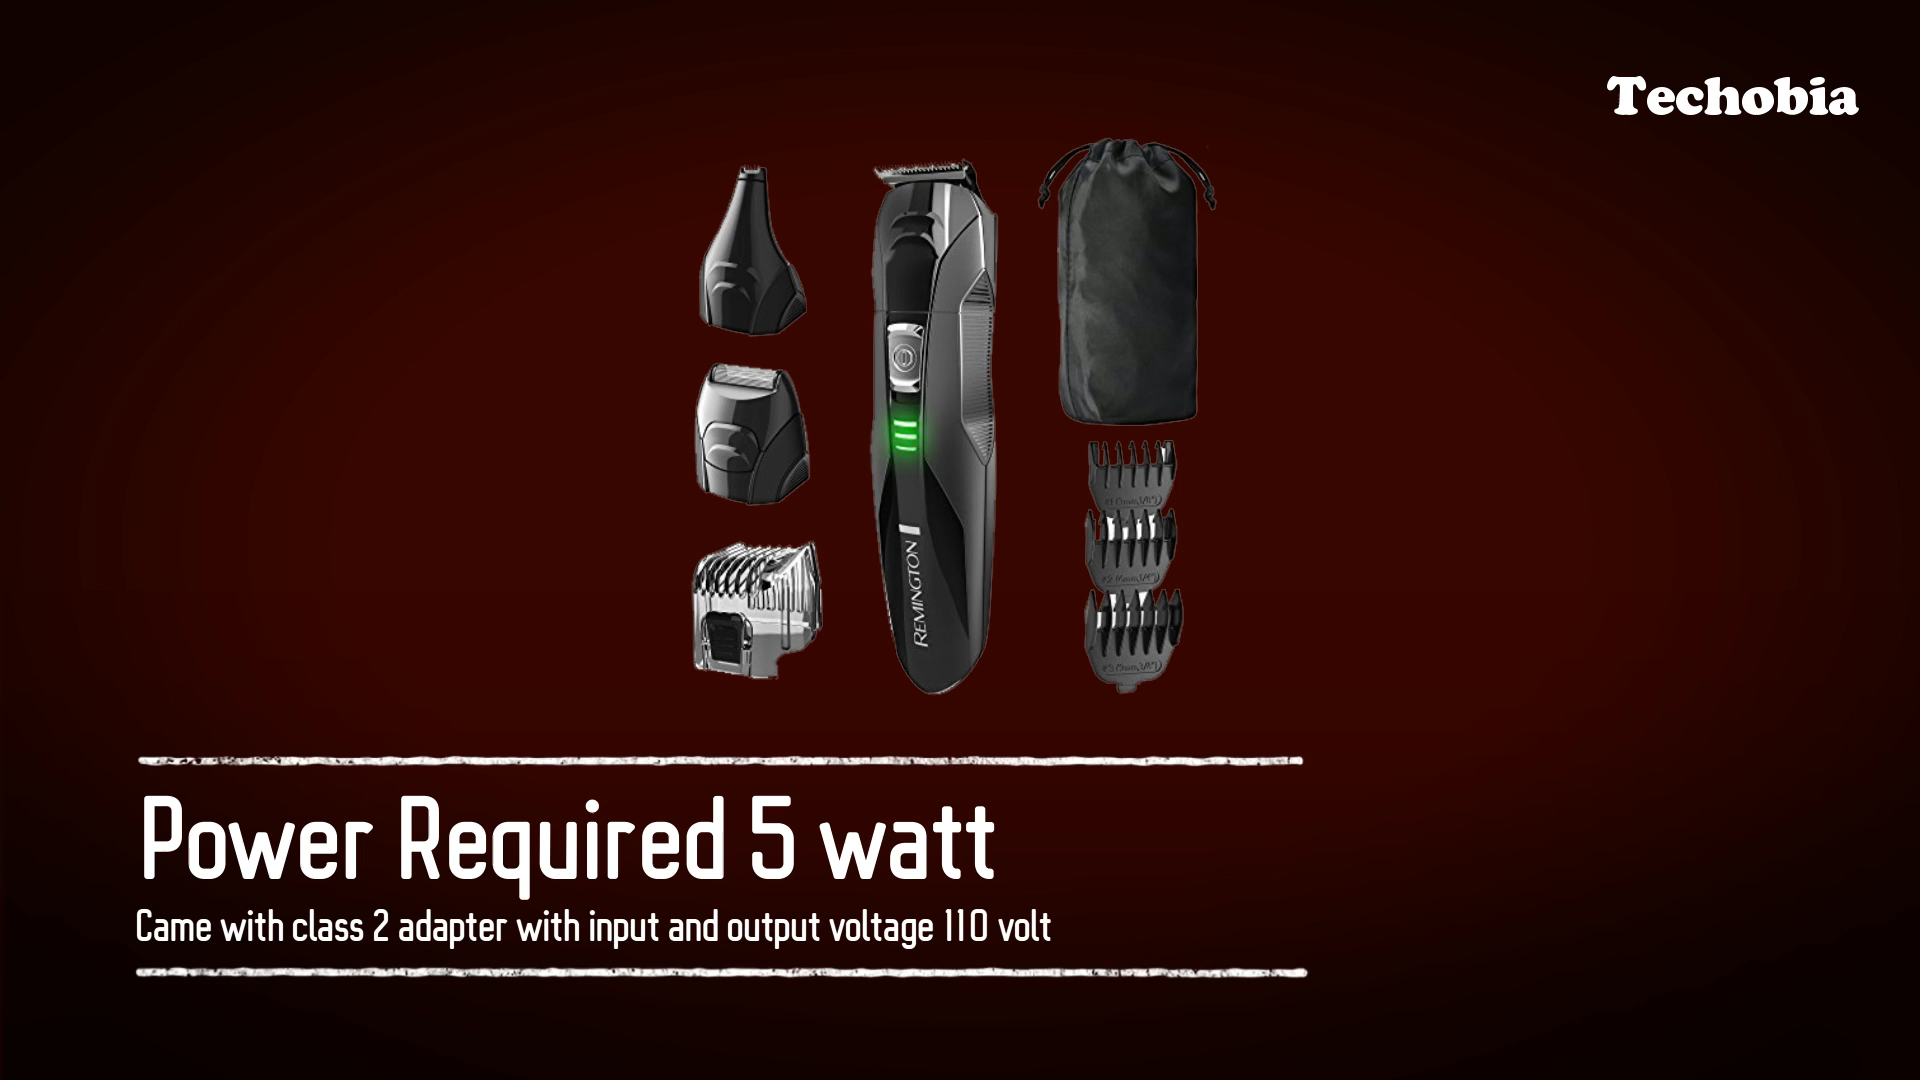 Techobia
REMINGTON
Power Required 5 watt
Came with class 2 adapter with input and output voltage 110 volt